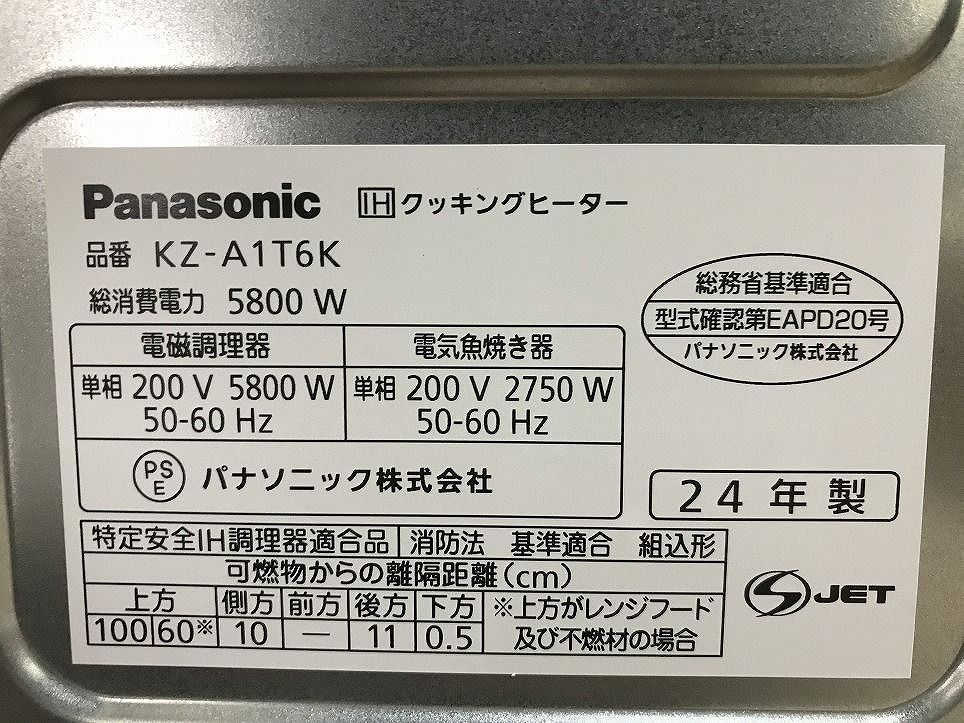 Panasonic IHクッキングヒーター
品番 KZ-A1T6K
総消費電力 5800 W
電磁調理器 電気魚焼き器
単相 200 V 5800 W 単相 200 V 2750 W
50-60 Hz 50-60 Hz
PSE パナソニック株式会社
総務省基準適合
型式確認第EAPD20号
パナソニック株式会社
24年製
特定安全IH調理器適合品 消防法 基準適合 組込形
可燃物からの離隔距離(cm)
上方 側方 前方 後方 下方 ※上方がレンジフード
100 60※ 10 — 11 0.5 及び不燃材の場合
S JET